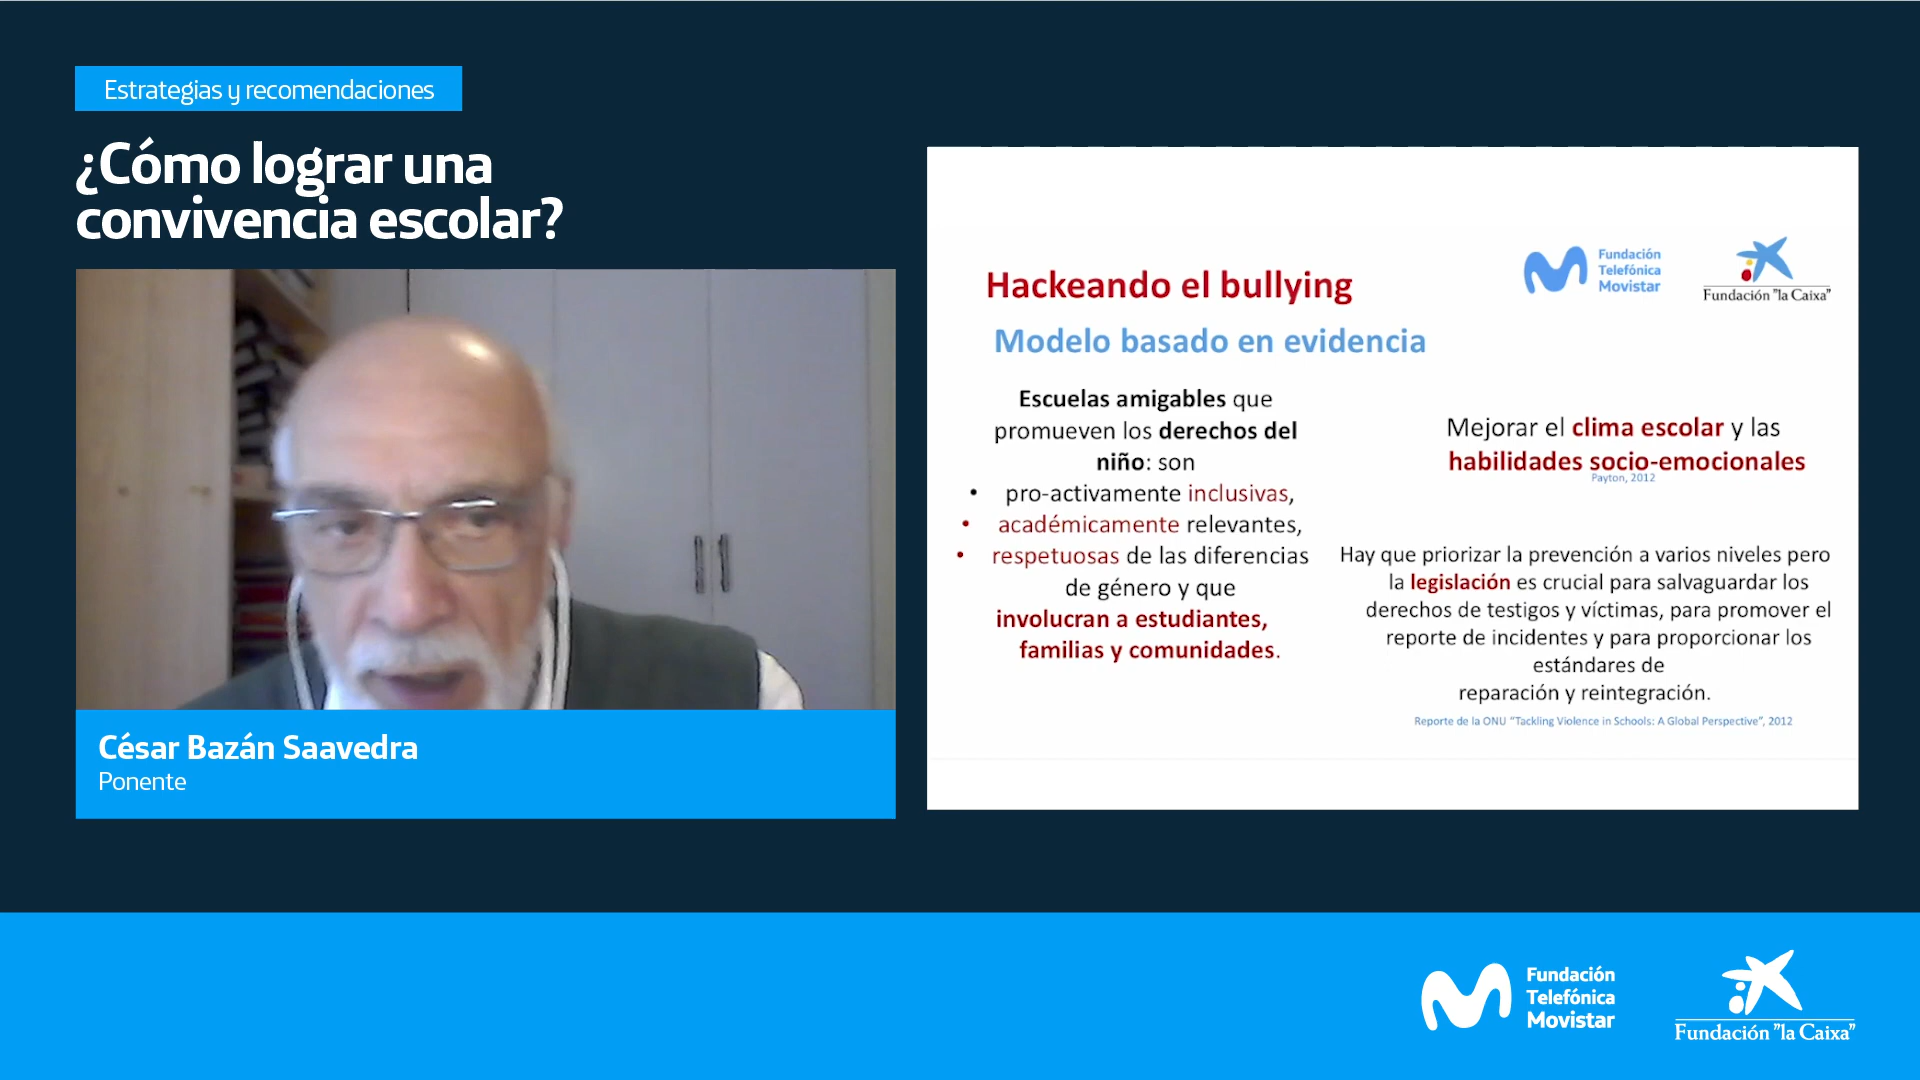 Estrategias y recomendaciones
¿Cómo lograr una
convivencia escolar?
César Bazán Saavedra
Ponente
Hackeando el bullying
Modelo basado en evidencia
Fundación
Telefónica
Movistar
Fundación "la Caixa"
Escuelas amigables que
promueven los derechos del
niño: son
• pro-activamente inclusivas,
• académicamente relevantes,
• respetuosas de las diferencias
de género y que
involucran a estudiantes,
familias y comunidades.
Mejorar el clima escolar y las
habilidades socio-emocionales
Payton, 2012
Hay que priorizar la prevención a varios niveles pero
la legislación es crucial para salvaguardar los
derechos de testigos y víctimas, para promover el
reporte de incidentes y para proporcionar los
estándares de
reparación y reintegración.
Reporte de la ONU “Tackling Violence in Schools: A Global Perspective”, 2012
Fundación
Telefónica
Movistar
Fundación "la Caixa"